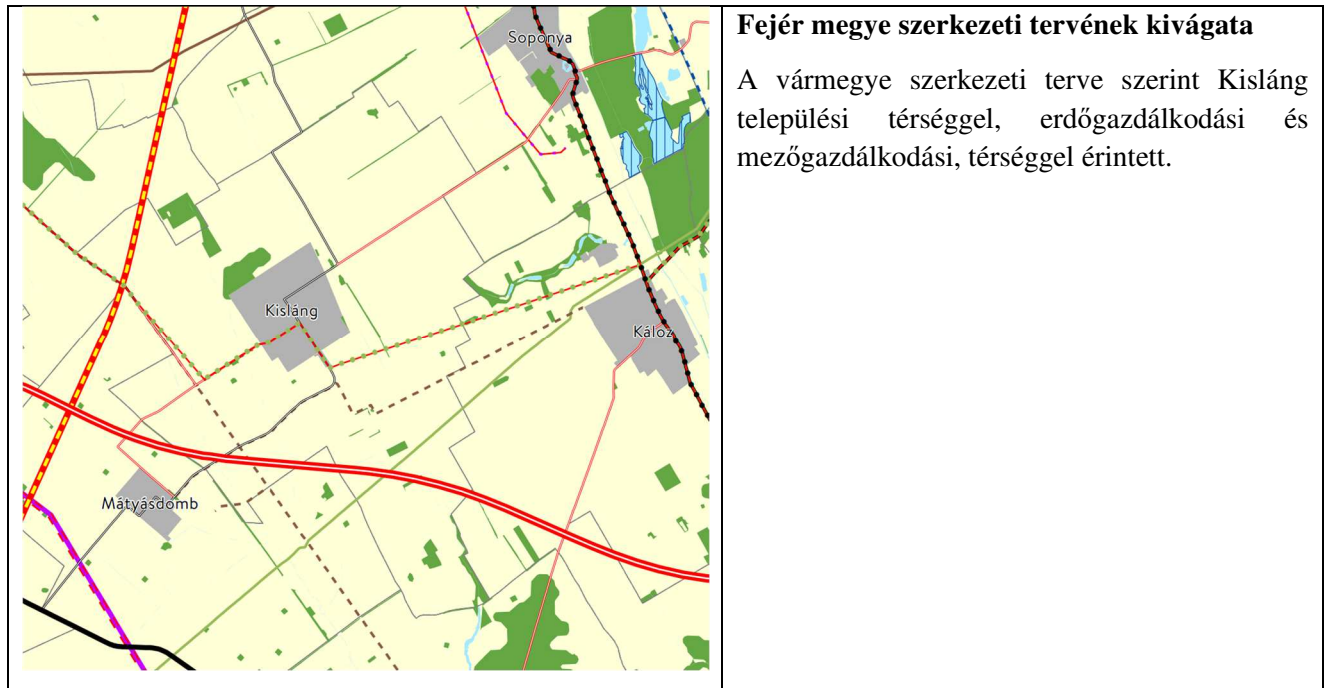 Soponya
Kisláng
Káloz
Mátyásdomb
Fejér megye szerkezeti tervének kivágata
A vármegye szerkezeti terve szerint Kisláng
települési térséggel, erdőgazdálkodási és
mezőgazdálkodási, térséggel érintett.